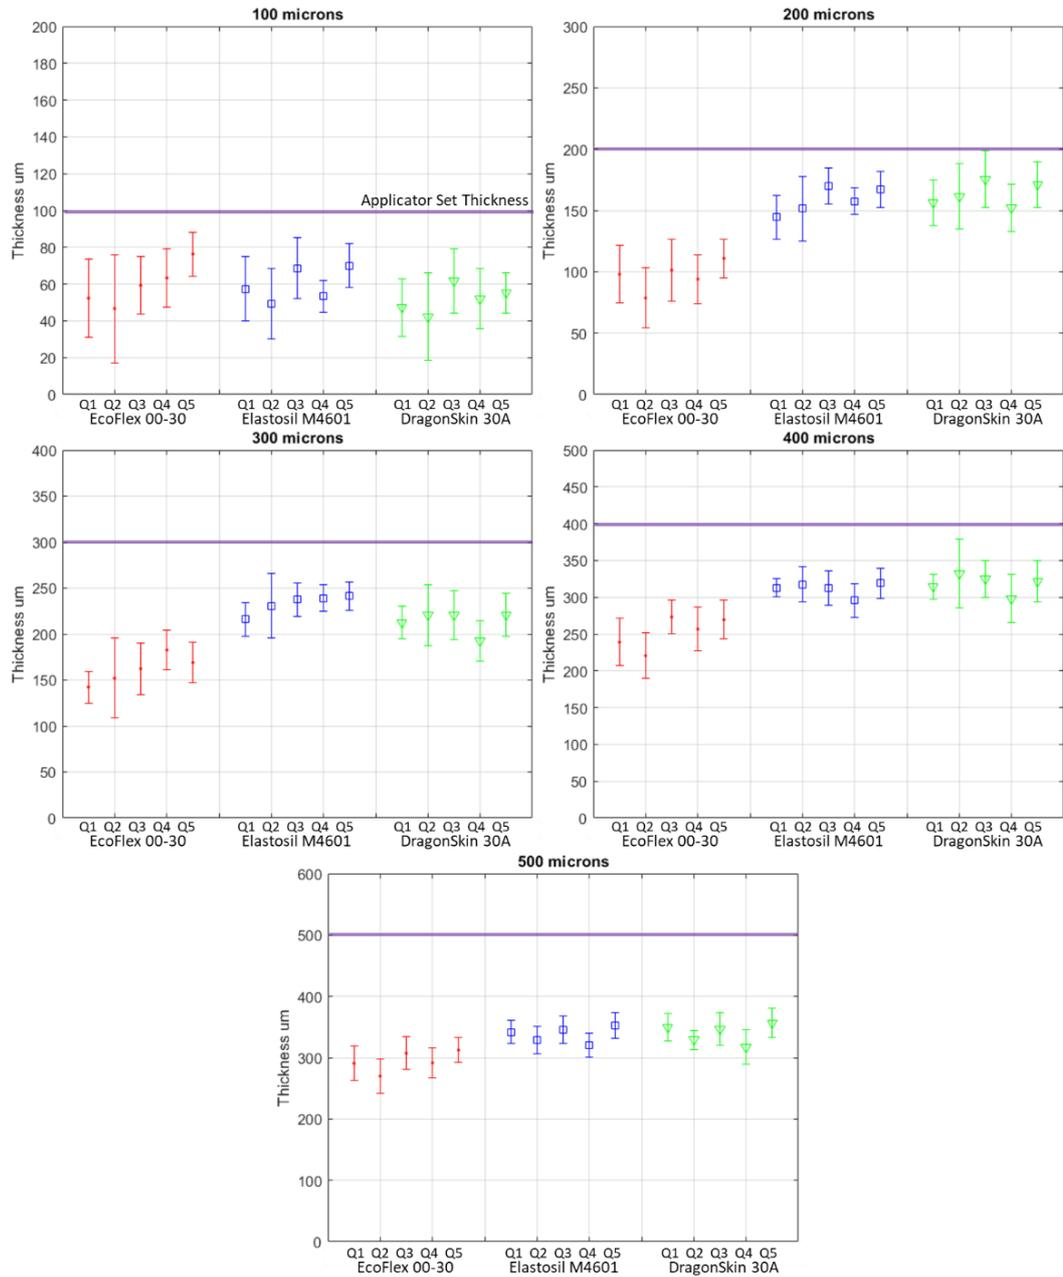 100 microns
200
180
160
140
120
100
80
60
40
20
0
Thickness um
Applicator Set Thickness
Q1 Q2 Q3 Q4 Q5 Q1 Q2 Q3 Q4 Q5 Q1 Q2 Q3 Q4 Q5
EcoFlex 00-30 Elastosil M4601 DragonSkin 30A
200 microns
300
250
200
150
100
50
0
Thickness um
Q1 Q2 Q3 Q4 Q5 Q1 Q2 Q3 Q4 Q5 Q1 Q2 Q3 Q4 Q5
EcoFlex 00-30 Elastosil M4601 DragonSkin 30A
300 microns
400
350
300
250
200
150
100
50
0
Thickness um
Q1 Q2 Q3 Q4 Q5 Q1 Q2 Q3 Q4 Q5 Q1 Q2 Q3 Q4 Q5
EcoFlex 00-30 Elastosil M4601 DragonSkin 30A
400 microns
500
450
400
350
300
250
200
150
100
50
0
Thickness um
Q1 Q2 Q3 Q4 Q5 Q1 Q2 Q3 Q4 Q5 Q1 Q2 Q3 Q4 Q5
EcoFlex 00-30 Elastosil M4601 DragonSkin 30A
500 microns
600
500
400
300
200
100
0
Thickness um
Q1 Q2 Q3 Q4 Q5 Q1 Q2 Q3 Q4 Q5 Q1 Q2 Q3 Q4 Q5
EcoFlex 00-30 Elastosil M4601 DragonSkin 30A